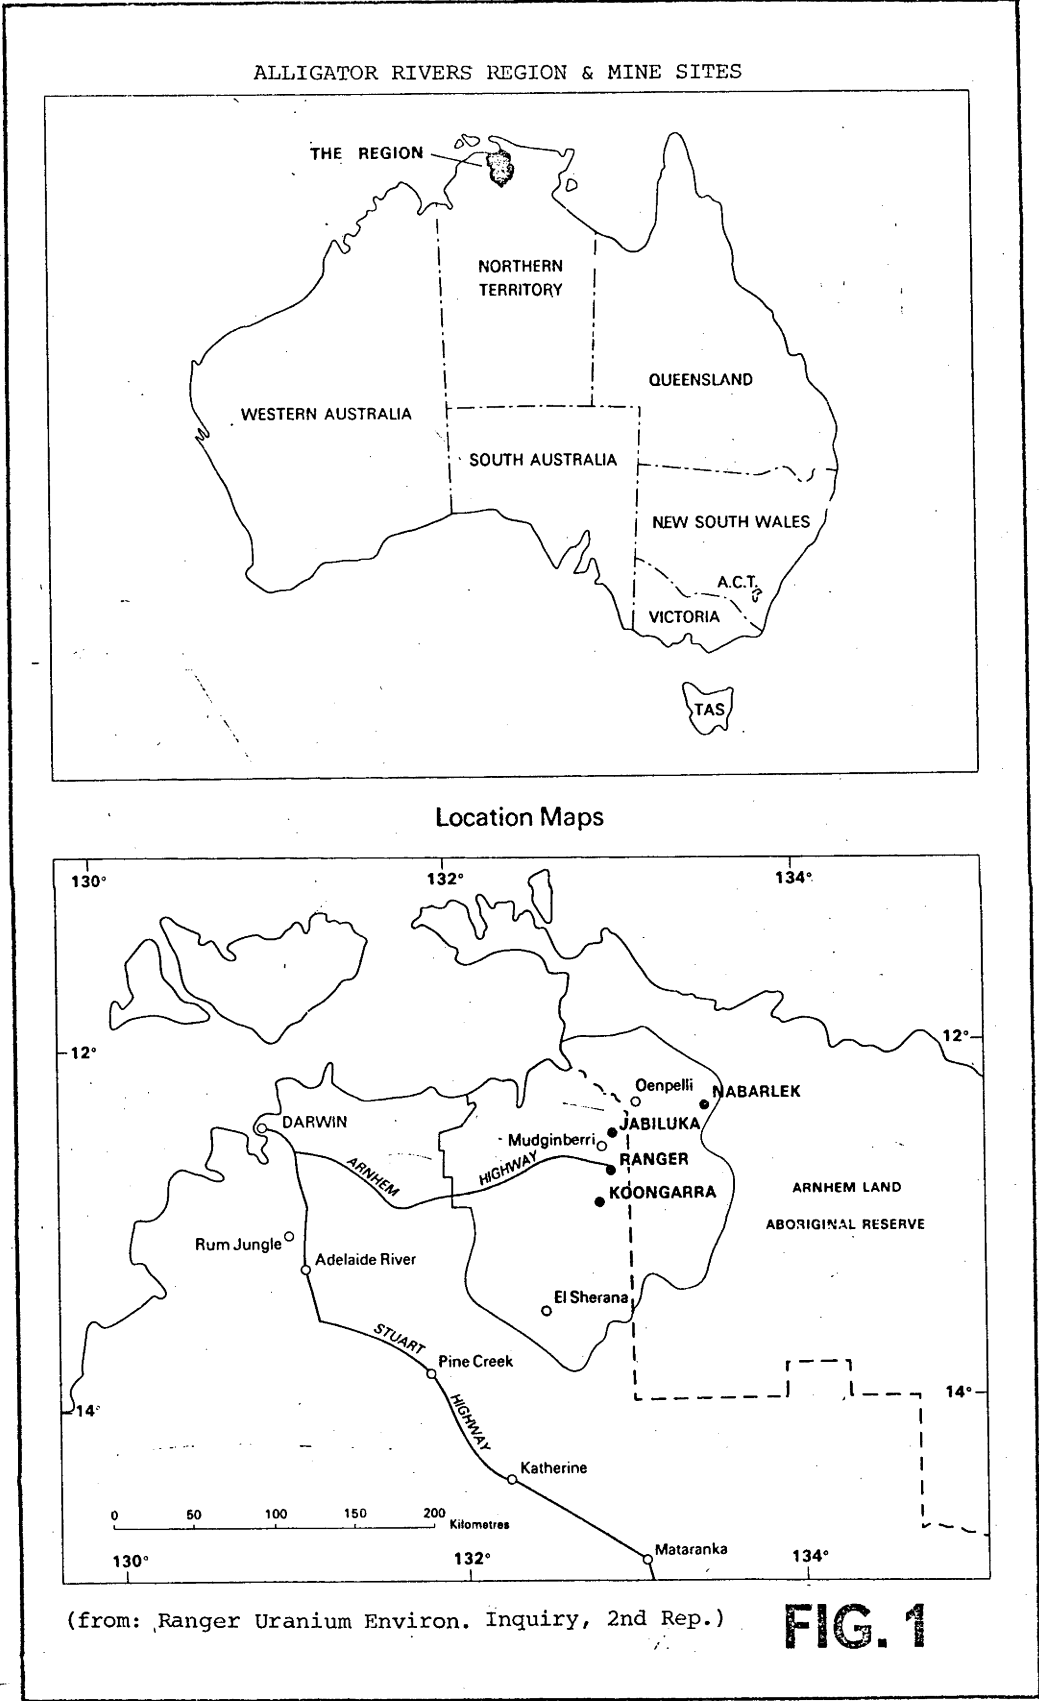 ALLIGATOR RIVERS REGION & MINE SITES
THE REGION
NORTHERN
TERRITORY
QUEENSLAND
WESTERN AUSTRALIA
SOUTH AUSTRALIA
NEW SOUTH WALES
A.C.T.
VICTORIA
TAS
Location Maps
130°
132°
134°
12°
12°
Oenpelli
NABARLEK
DARWIN
JABILUKA
Mudginberri
RANGER
ARNHEM
HIGHWAY
KOONGARRA
ARNHEM LAND
ABORIGINAL RESERVE
Rum Jungle
Adelaide River
El Sherana
STUART
Pine Creek
14°
14°
HIGHWAY
Katherine
0 50 100 150 200
Kilometres
Mataranka
130°
132°
134°
(from: Ranger Uranium Environ. Inquiry, 2nd Rep.)
FIG. 1